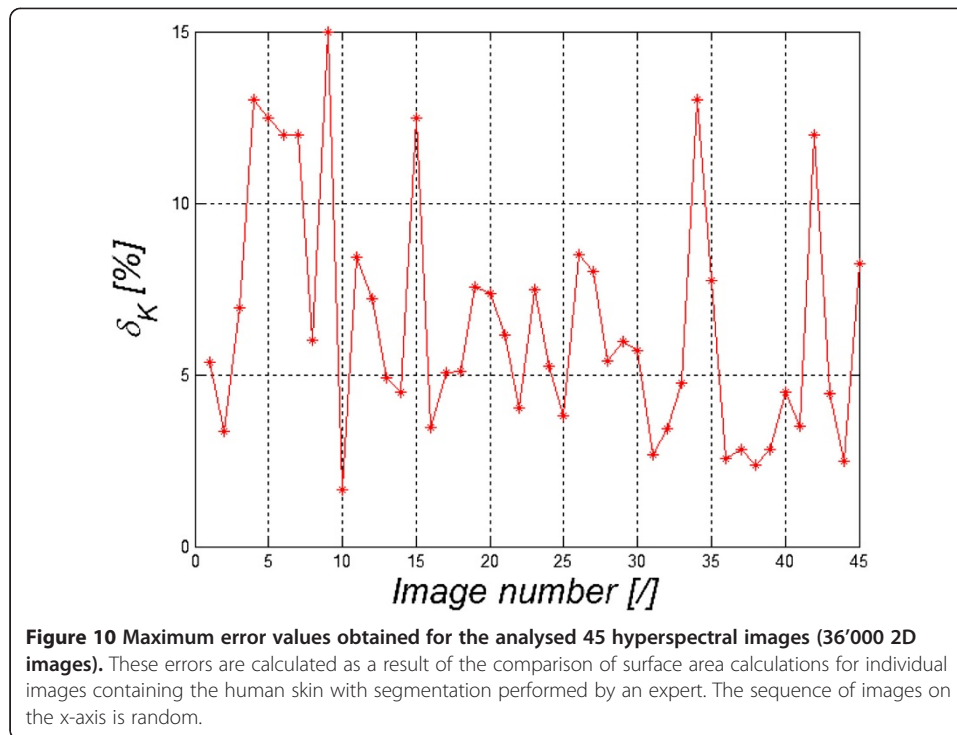 15
10
5
0
δK [%]
0 5 10 15 20 25 30 35 40 45
Image number [/]
Figure 10 Maximum error values obtained for the analysed 45 hyperspectral images (36’000 2D
images). These errors are calculated as a result of the comparison of surface area calculations for individual
images containing the human skin with segmentation performed by an expert. The sequence of images on
the x-axis is random.